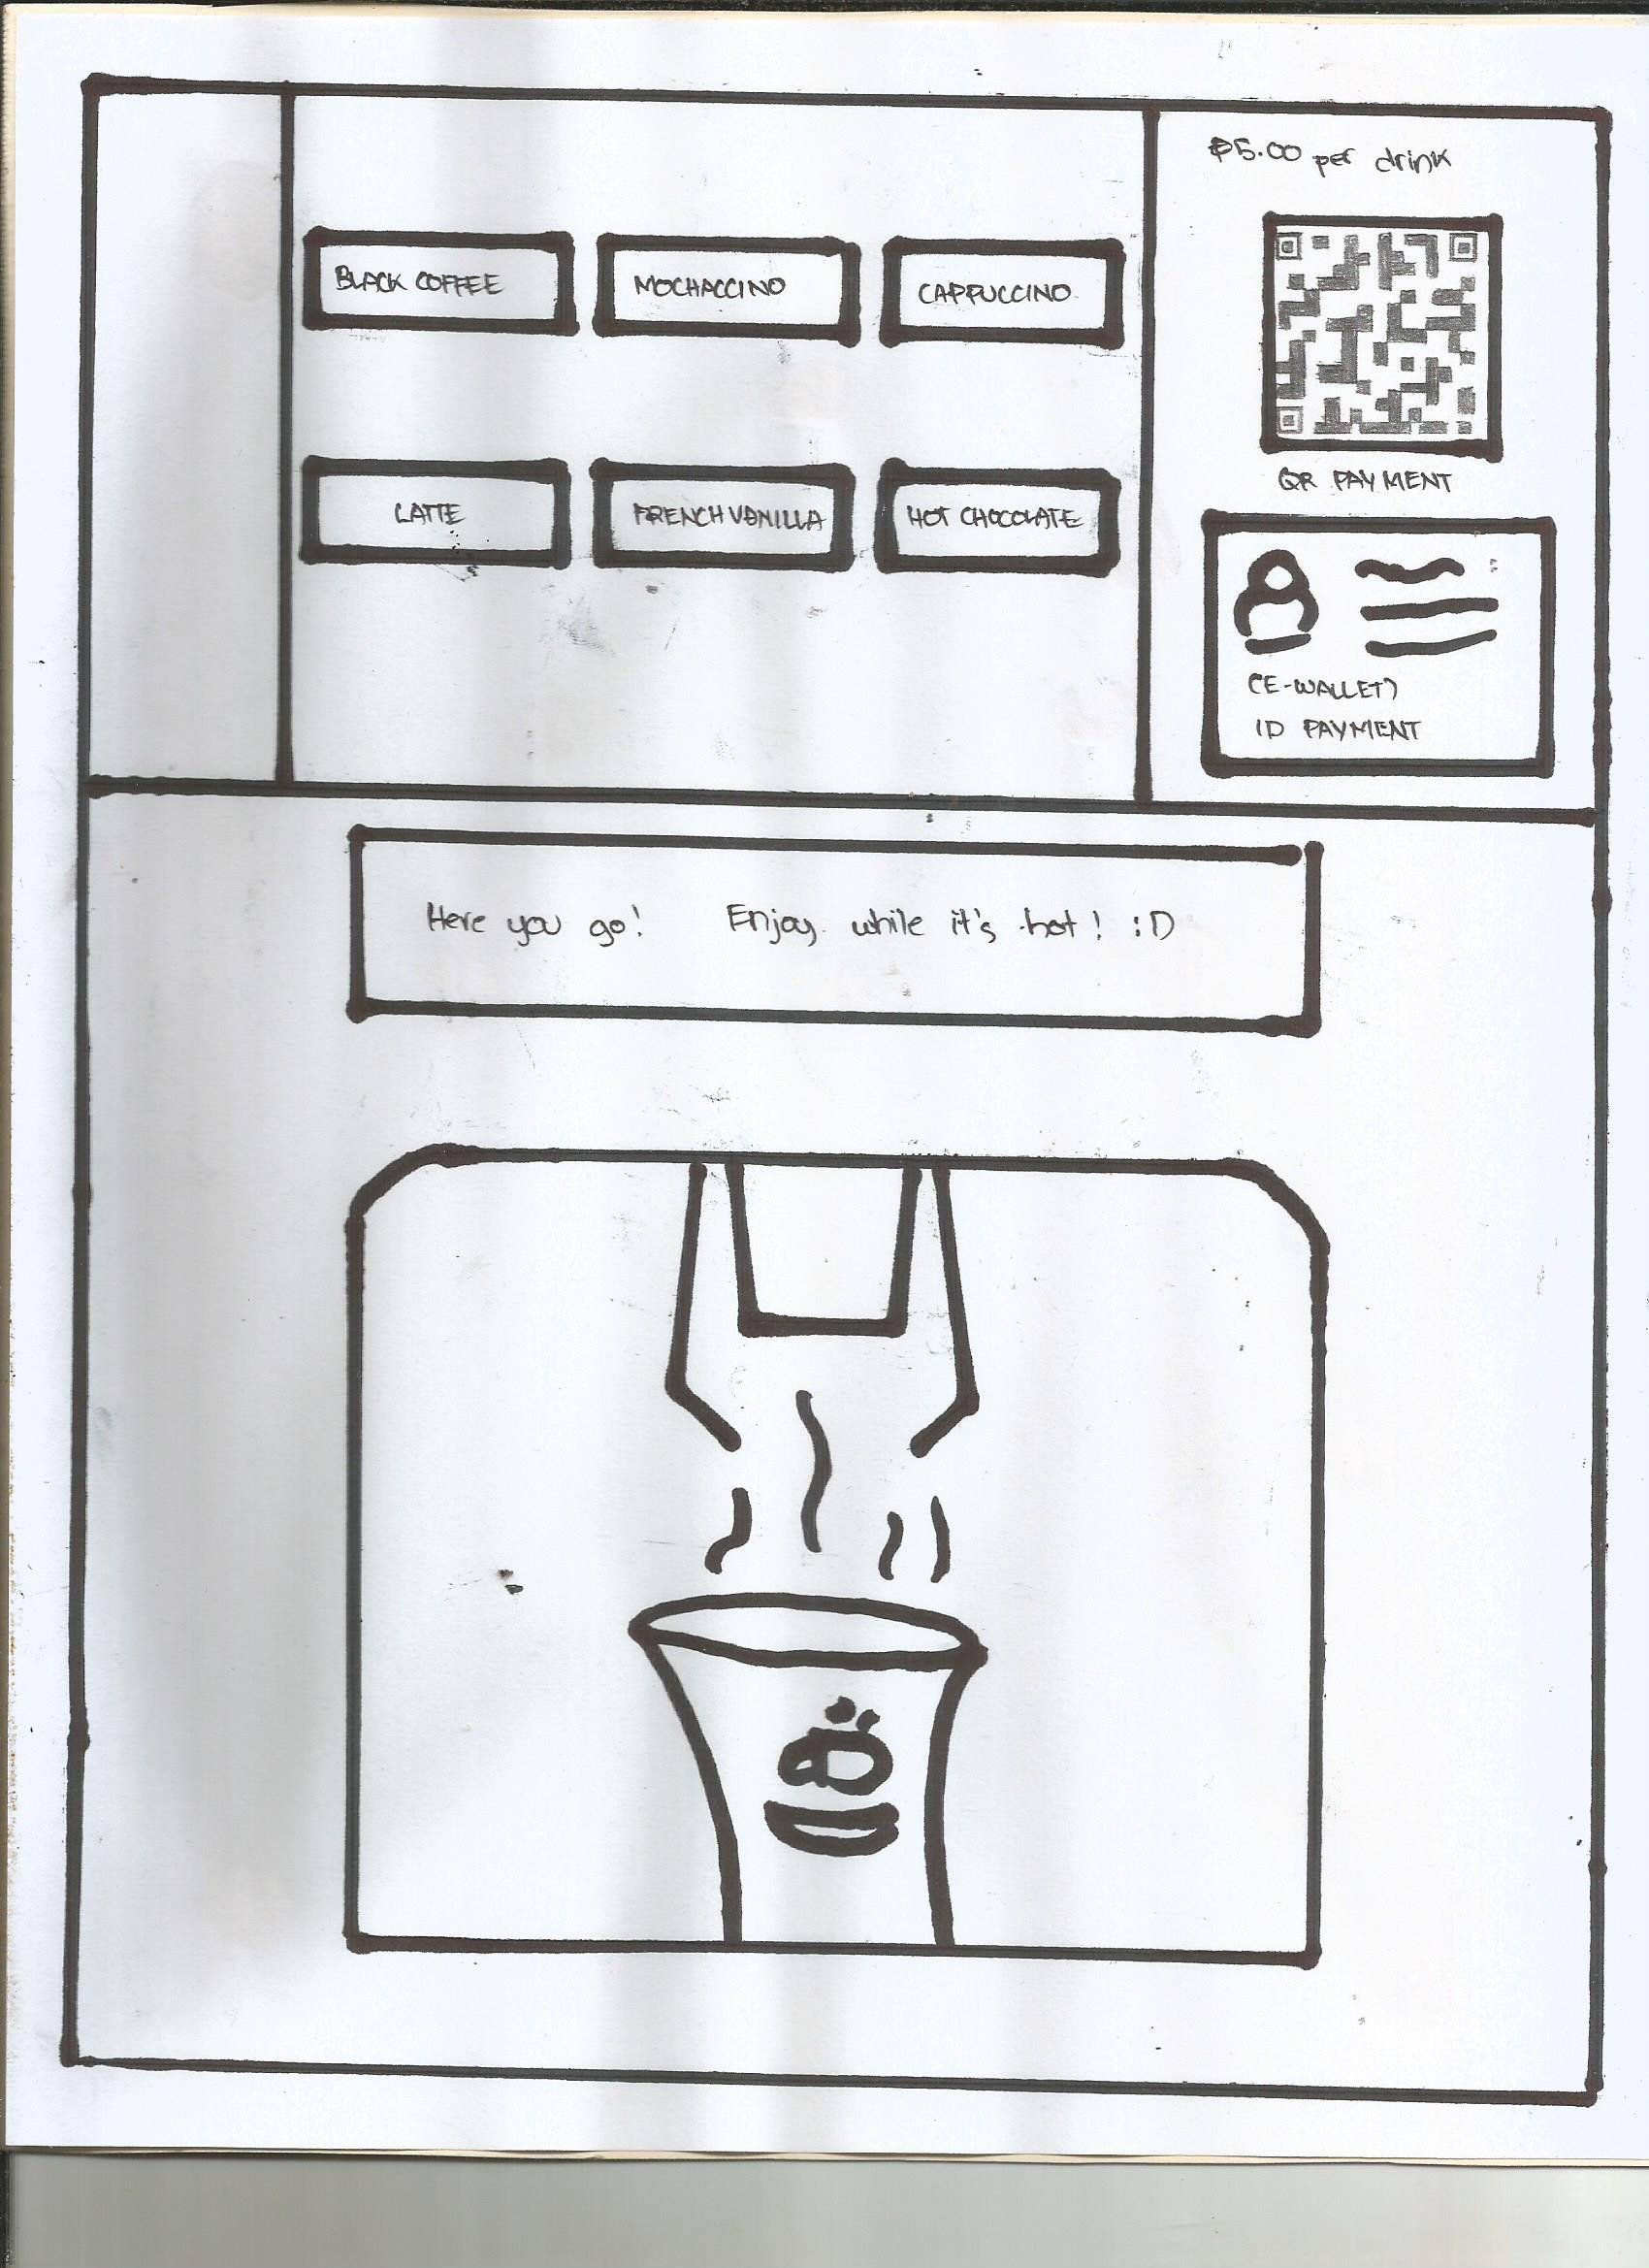 ₱5.00 per drink
BLACK COFFEE
MOCHACCINO
CAPPUCCINO
QR PAYMENT
LATTE
FRENCH VANILLA
HOT CHOCOLATE
(E-WALLET)
ID PAYMENT
Here you go! Enjoy while it's hot! :D